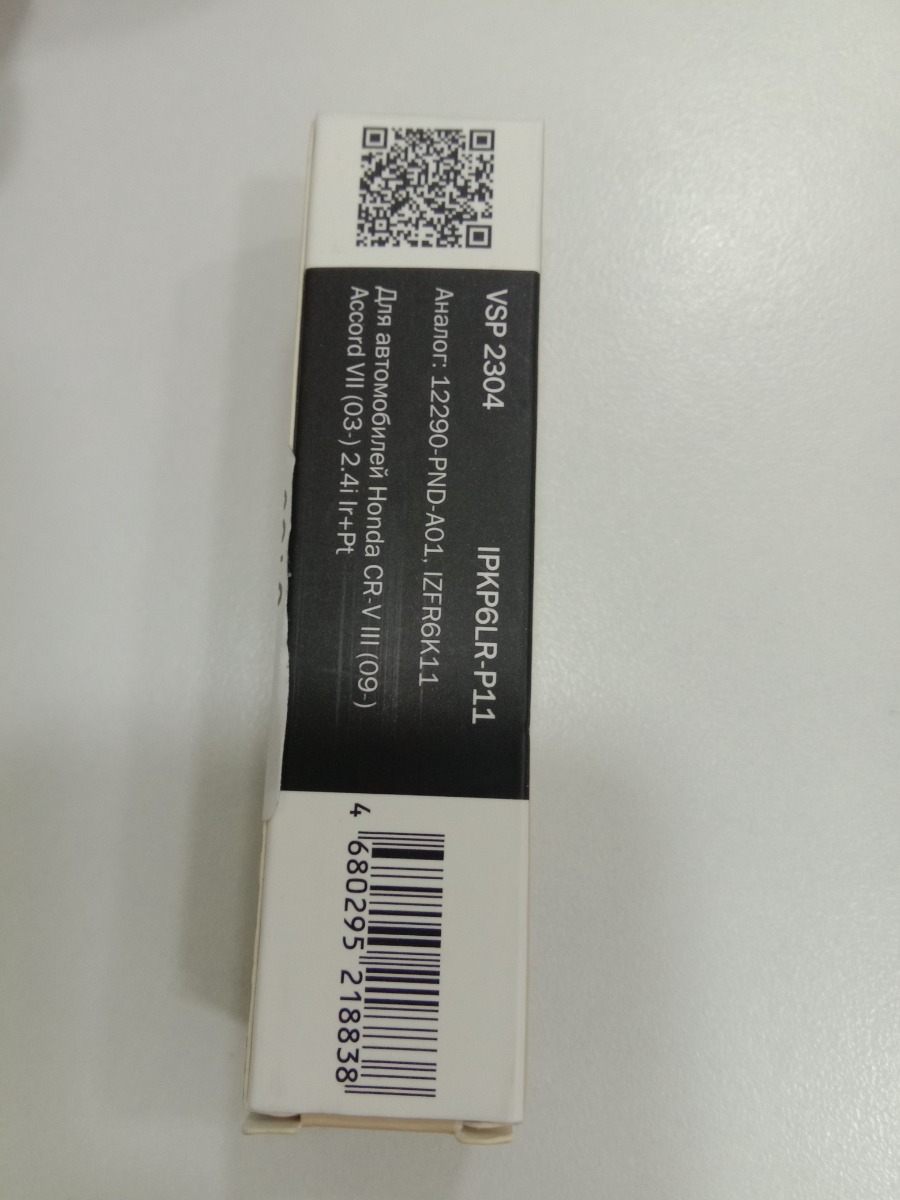 VSP 2304 IPKP6LR-P11
Аналог: 12290-PND-A01, IZFR6K11
Для автомобилей Honda CR-V III (09-)
Accord VII (03-) 2.4i Ir+Pt
4 680295 218838